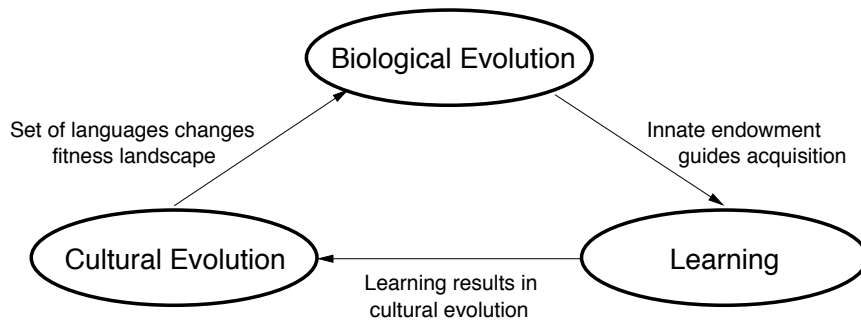 Biological Evolution
Set of languages changes
fitness landscape
Innate endowment
guides acquisition
Cultural Evolution
Learning
Learning results in
cultural evolution